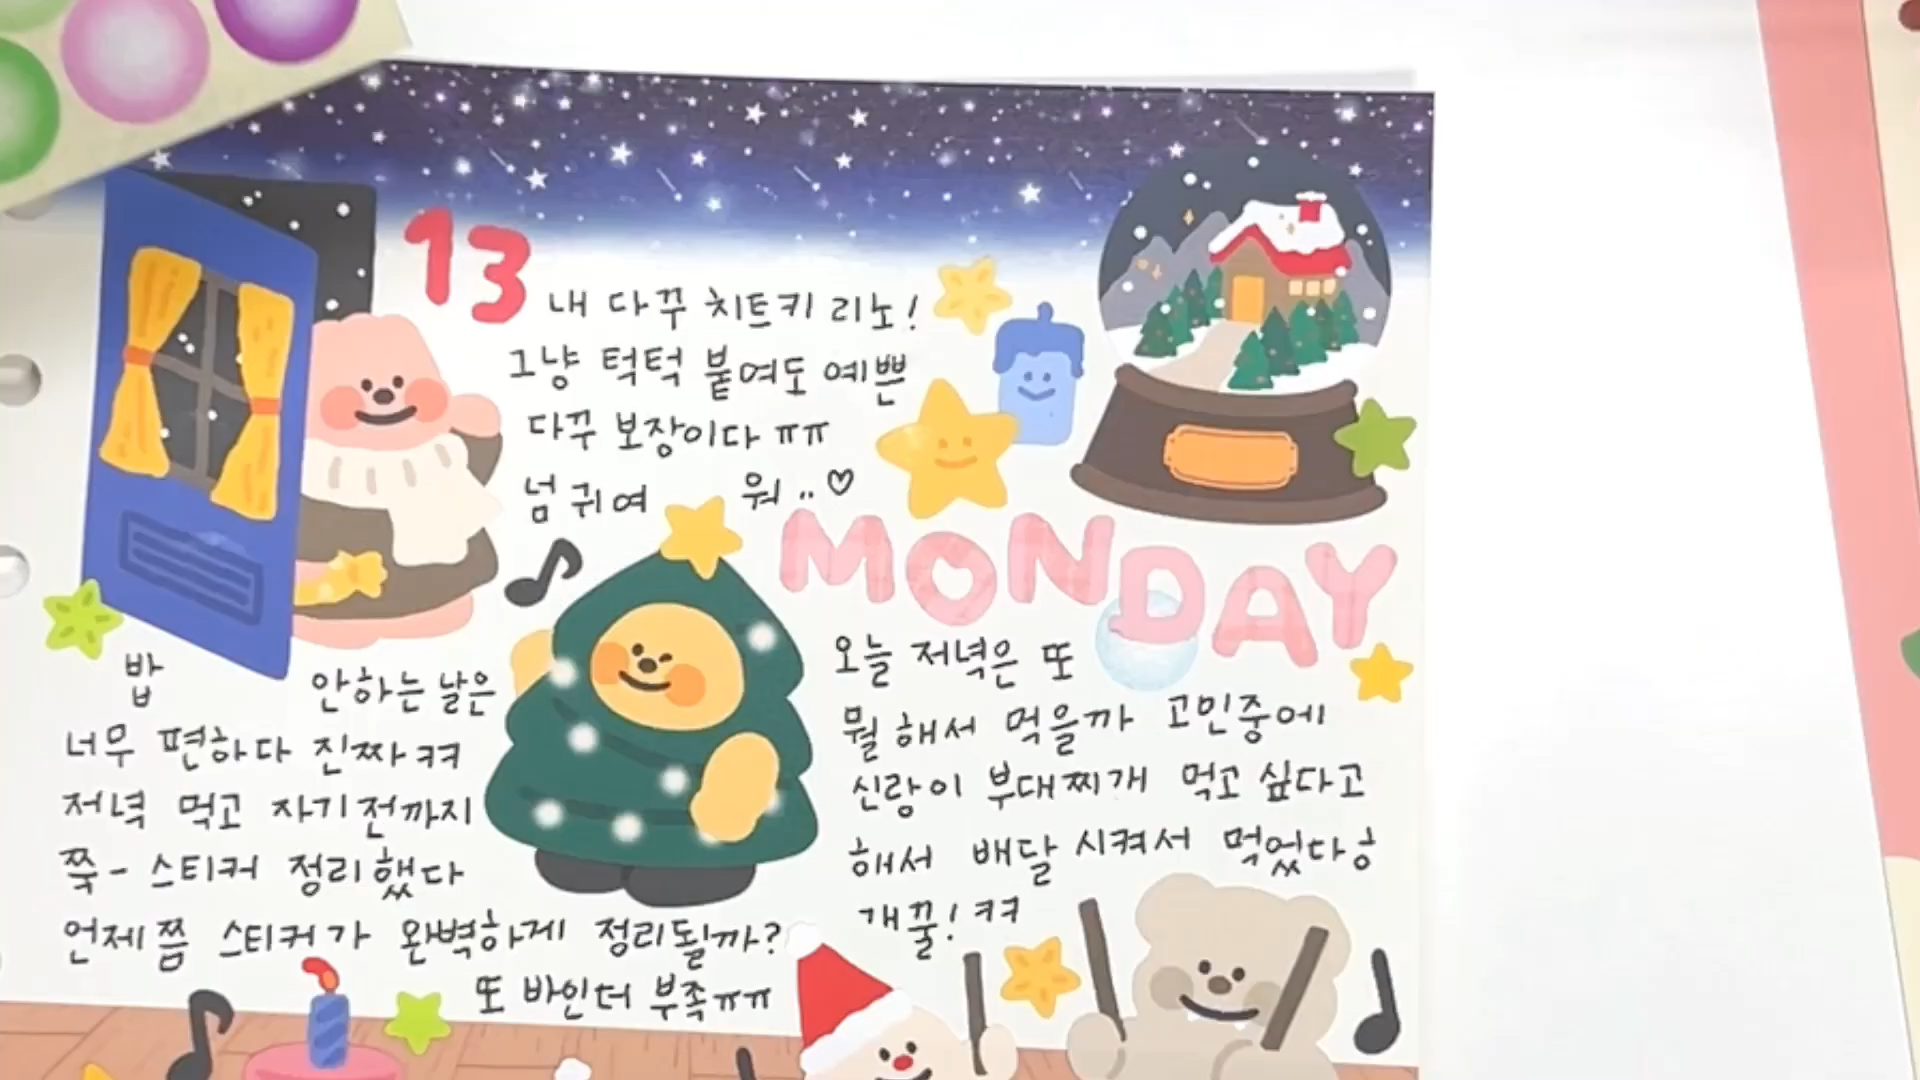 13
내 다꾸 치트키 리노!
그냥 턱턱 붙여도 예쁜
다꾸 보장이다 ㅠㅠ
넘 귀여워..♡
MONDAY
밥 안하는 날은
너무 편하다 진짜 ㅋㅋ
저녁 먹고 자기 전까지
쭉- 스티커 정리했다
언제쯤 스티커가 완벽하게 정리될까?
또 바인더 부족ㅠㅠ
오늘 저녁은 또
뭘 해서 먹을까 고민중에
신랑이 부대찌개 먹고 싶다고
해서 배달 시켜서 먹었다ㅎ
개꿀! ㅋㅋ